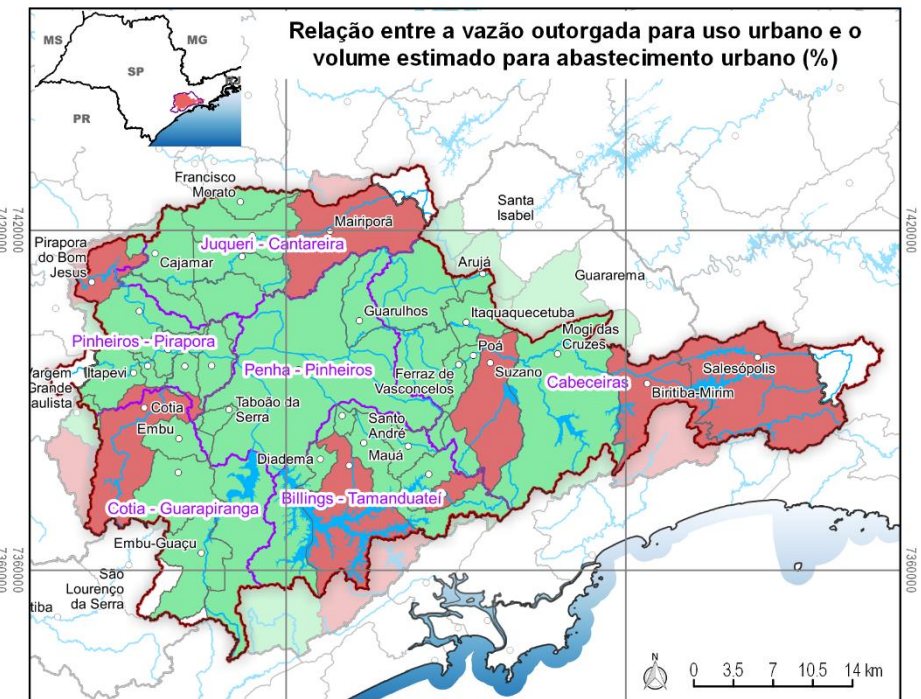 Relação entre a vazão outorgada para uso urbano e o
volume estimado para abastecimento urbano (%)
MS
MG
SP
PR
Francisco
Morato
Santa
Isabel
7420000
7420000
Mairiporã
Pirapora
do Bom
Jesus
Juqueri - Cantareira
Cajamar
Arujá
Guararema
Guarulhos
Itaquaquecetuba
Pinheiros - Pirapora
Mogi das
Cruzes
Poá
Itapevi
Penha - Pinheiros
Ferraz de
Vasconcelos
Suzano
Cabeceiras
Salesópolis
Biritiba-Mirim
argem
Grande
aulista
Cotia
Taboão da
Serra
Embu
Santo
André
Mauá
Diadema
Cotia - Guarapiranga
Billings - Tamanduateí
Embu-Guaçu
7360000
7360000
São
Lourenço
da Serra
tiba
N
0 3.5 7 10.5 14 km